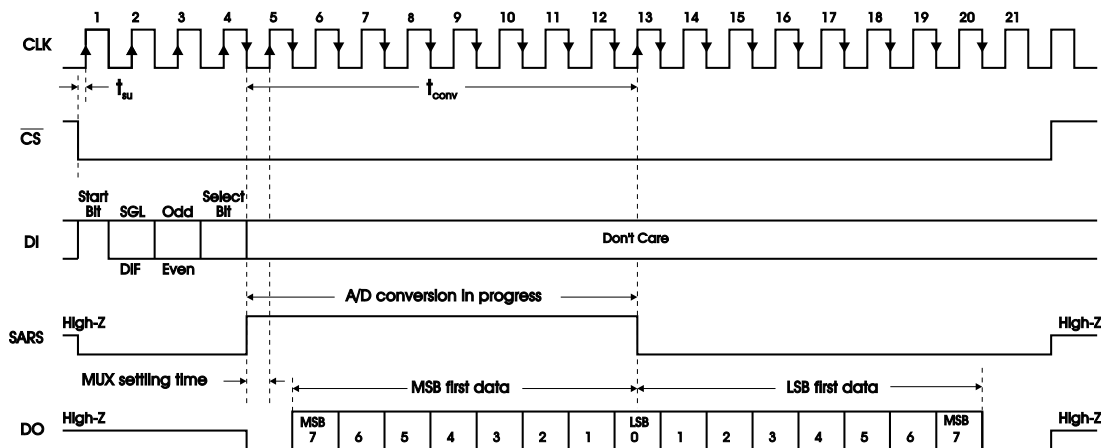 1 2 3 4 5 6 7 8 9 10 11 12 13 14 15 16 17 18 19 20 21
CLK
tsu
tconv
CS
Start Bit
SGL
Odd
Select Bit
DI
Don't Care
DIF
Even
A/D conversion in progress
High-Z
High-Z
SARS
MUX settling time
MSB first data
LSB first data
High-Z
High-Z
DO
MSB LSB MSB
7 6 5 4 3 2 1 0 1 2 3 4 5 6 7